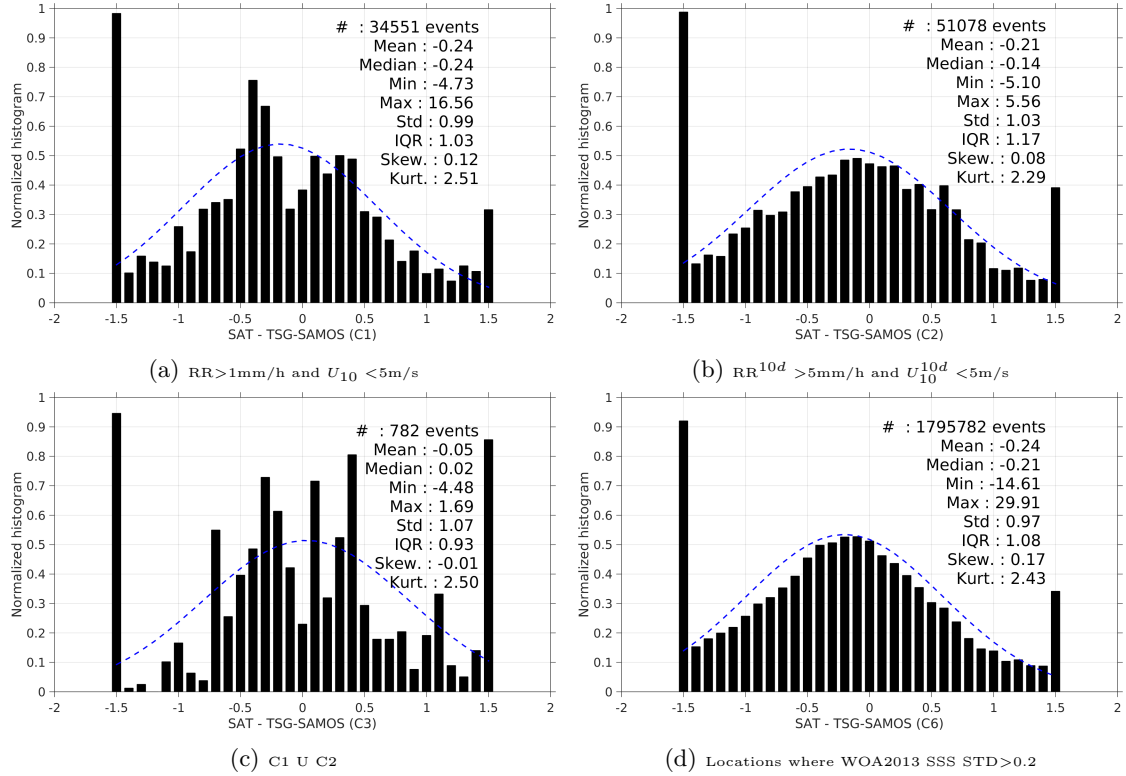 1
0.9
0.8
0.7
0.6
0.5
0.4
0.3
0.2
0.1
0
Normalized histogram
# : 34551 events
Mean : -0.24
Median : -0.24
Min : -4.73
Max : 16.56
Std : 0.99
IQR : 1.03
Skew. : 0.12
Kurt. : 2.51
-2 -1.5 -1 -0.5 0 0.5 1 1.5 2
SAT - TSG-SAMOS (C1)
(a) RR>1mm/h and U10 <5m/s
1
0.9
0.8
0.7
0.6
0.5
0.4
0.3
0.2
0.1
0
Normalized histogram
# : 51078 events
Mean : -0.21
Median : -0.14
Min : -5.10
Max : 5.56
Std : 1.03
IQR : 1.17
Skew. : 0.08
Kurt. : 2.29
-2 -1.5 -1 -0.5 0 0.5 1 1.5 2
SAT - TSG-SAMOS (C2)
(b) RR^10d >5mm/h and U10^10d <5m/s
1
0.9
0.8
0.7
0.6
0.5
0.4
0.3
0.2
0.1
0
Normalized histogram
# : 782 events
Mean : -0.05
Median : 0.02
Min : -4.48
Max : 1.69
Std : 1.07
IQR : 0.93
Skew. : -0.01
Kurt. : 2.50
-2 -1.5 -1 -0.5 0 0.5 1 1.5 2
SAT - TSG-SAMOS (C3)
(c) C1 U C2
1
0.9
0.8
0.7
0.6
0.5
0.4
0.3
0.2
0.1
0
Normalized histogram
# : 1795782 events
Mean : -0.24
Median : -0.21
Min : -14.61
Max : 29.91
Std : 0.97
IQR : 1.08
Skew. : 0.17
Kurt. : 2.43
-2 -1.5 -1 -0.5 0 0.5 1 1.5 2
SAT - TSG-SAMOS (C6)
(d) Locations where WOA2013 SSS STD>0.2